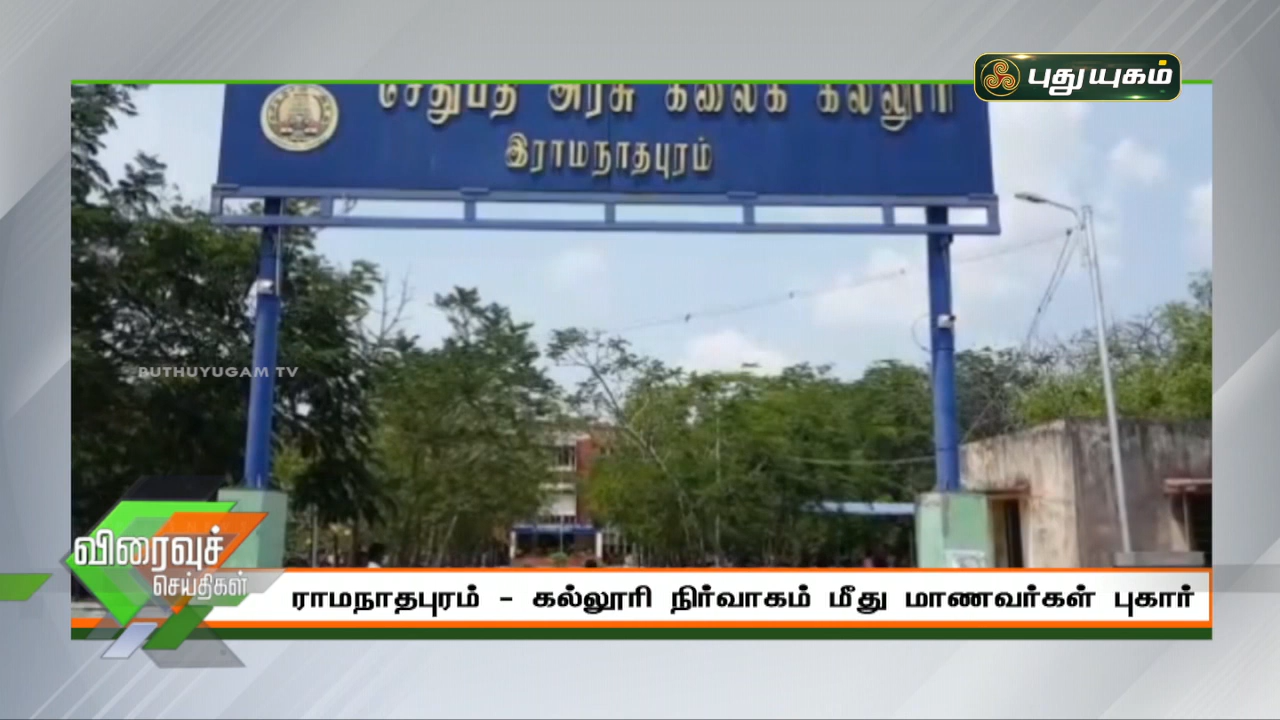 புதுயுகம்
சேதுபதி அரசு கலைக் கல்லூரி
இராமநாதபுரம்
PUTHUYUGAM TV
விரைவுச்
செய்திகள்
ராமநாதபுரம் - கல்லூரி நிர்வாகம் மீது மாணவர்கள் புகார்